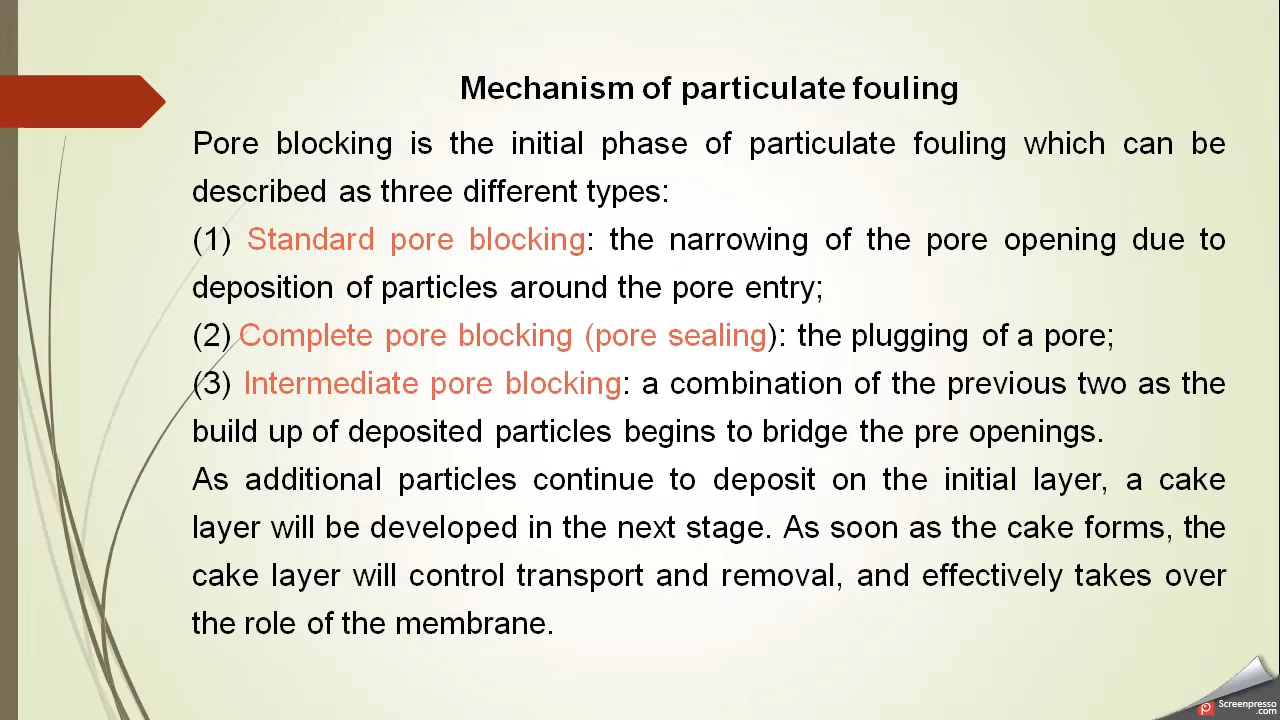 Mechanism of particulate fouling
Pore blocking is the initial phase of particulate fouling which can be
described as three different types:
(1) Standard pore blocking: the narrowing of the pore opening due to
deposition of particles around the pore entry;
(2) Complete pore blocking (pore sealing): the plugging of a pore;
(3) Intermediate pore blocking: a combination of the previous two as the
build up of deposited particles begins to bridge the pre openings.
As additional particles continue to deposit on the initial layer, a cake
layer will be developed in the next stage. As soon as the cake forms, the
cake layer will control transport and removal, and effectively takes over
the role of the membrane.
Screenpresso
.com